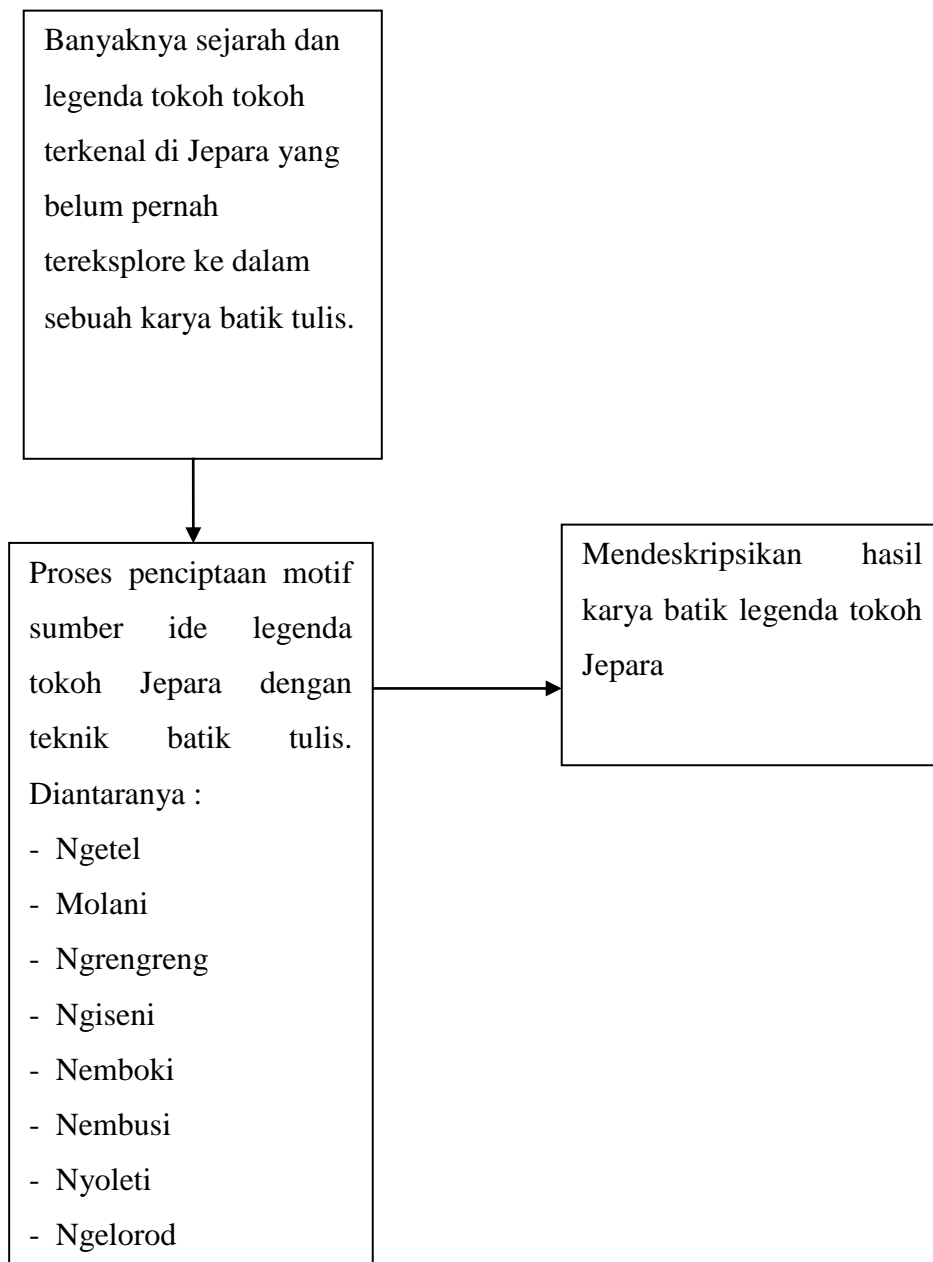 Banyaknya sejarah dan
legenda tokoh tokoh
terkenal di Jepara yang
belum pernah
tereksplore ke dalam
sebuah karya batik tulis.
Proses penciptaan motif
sumber ide legenda
tokoh Jepara dengan
teknik batik tulis.
Diantaranya :
- Ngetel
- Molani
- Ngrengreng
- Ngiseni
- Nemboki
- Nembusi
- Nyoleti
- Ngelorod
Mendeskripsikan hasil
karya batik legenda tokoh
Jepara